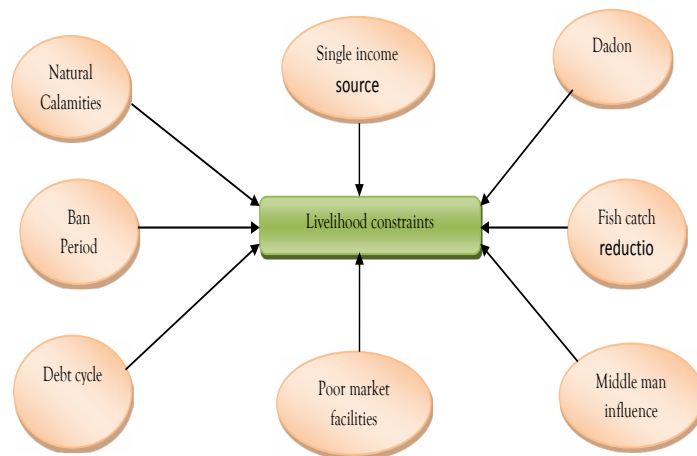 Natural
Calamities
Single income
source
Dadon
Ban
Period
Livelihood constraints
Fish catch
reductio
Debt cycle
Poor market
facilities
Middle man
influence